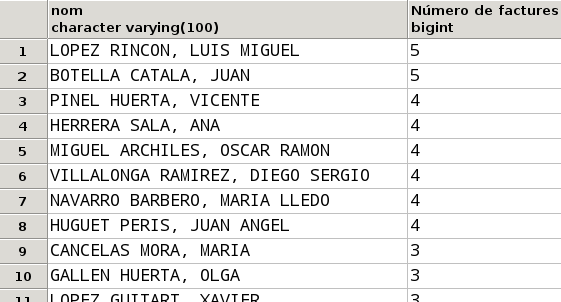 nom Número de factures
character varying(100) bigint
1 LOPEZ RINCON, LUIS MIGUEL 5
2 BOTELLA CATALA, JUAN 5
3 PINEL HUERTA, VICENTE 4
4 HERRERA SALA, ANA 4
5 MIGUEL ARCHILES, OSCAR RAMON 4
6 VILLALONGA RAMIREZ, DIEGO SERGIO 4
7 NAVARRO BARBERO, MARIA LLEDO 4
8 HUGUET PERIS, JUAN ANGEL 4
9 CANCELAS MORA, MARIA 3
10 GALLEN HUERTA, OLGA 3
11 LOPEZ GUITART, XAVIER 3